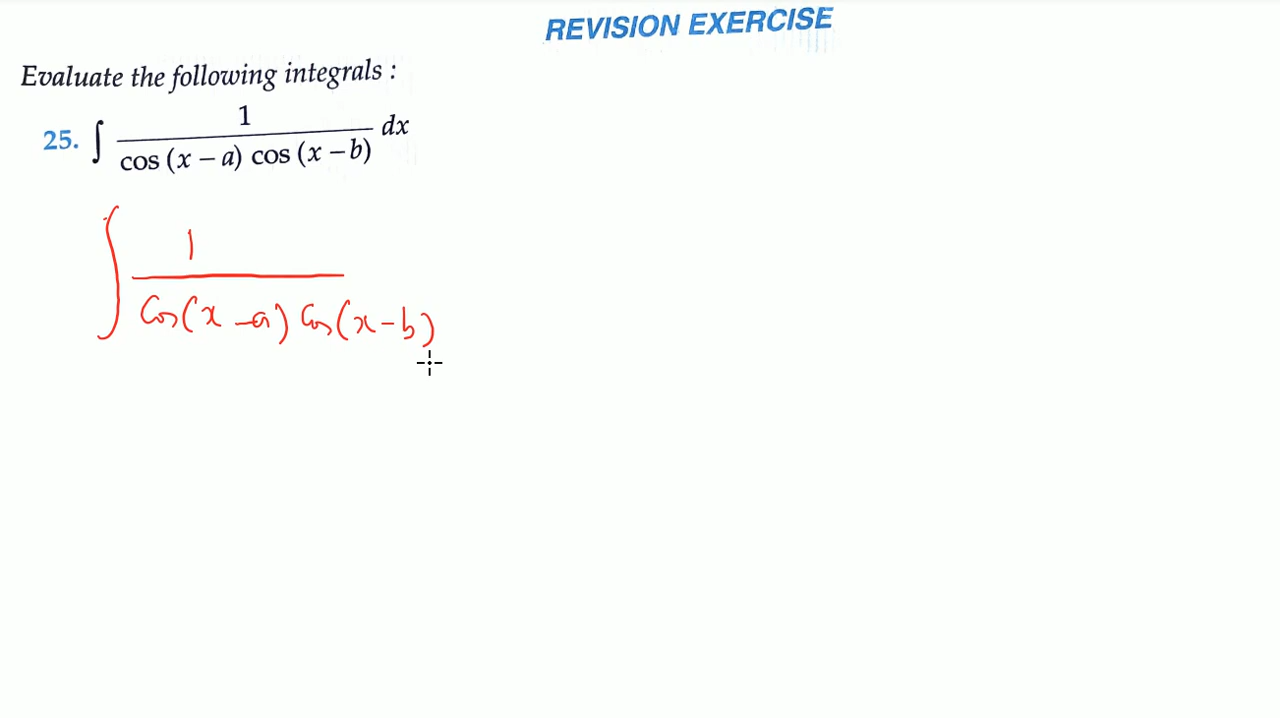 REVISION EXERCISE
Evaluate the following integrals :
25. ∫ 1 / cos (x – a) cos (x – b) dx
∫ 1 / Cos(x – a) Cos(x – b)